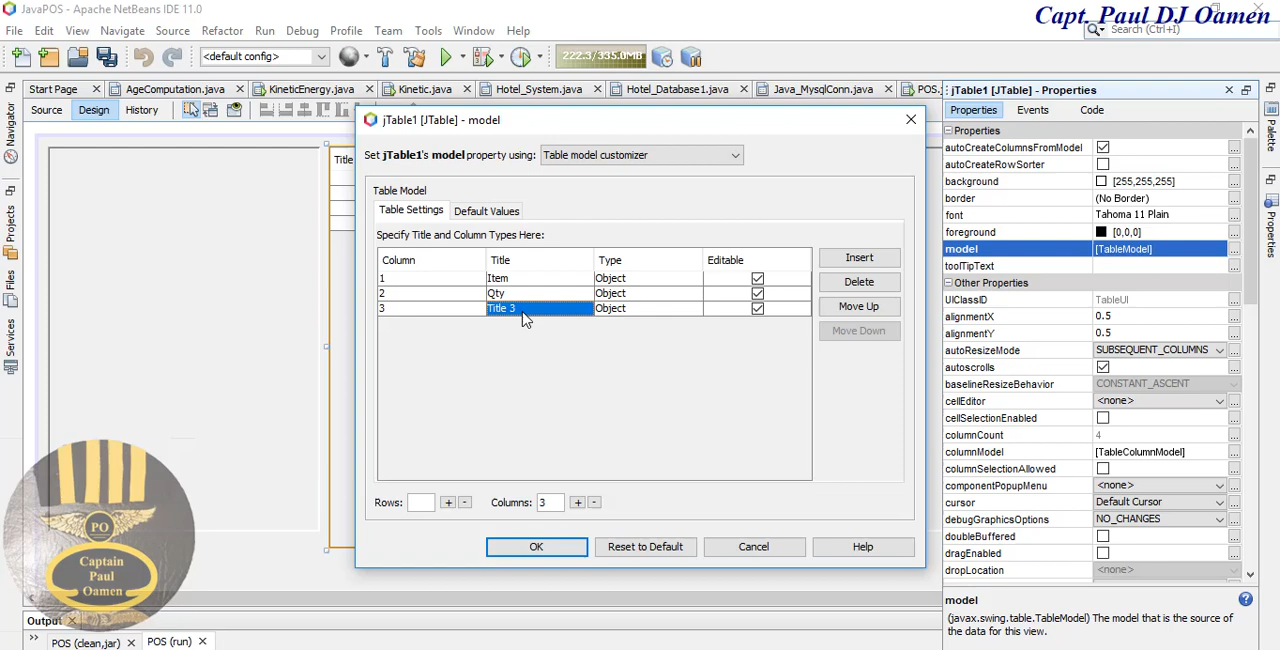 JavaPOS - Apache NetBeans IDE 11.0
Capt. Paul DJ Oamen
File Edit View Navigate Source Refactor Run Debug Profile Team Tools Window Help
Search (Ctrl+I)
<default config>
222.3/335.0MB
Start Page
AgeComputation.java
KineticEnergy.java
Kinetic.java
Hotel_System.java
Hotel_Database1.java
Java_MysqlConn.java
POS.j
Source Design History
Navigator
Projects
Files
Services
Title
jTable1 [JTable] - model
Set jTable1's model property using: Table model customizer
Table Model
Table Settings Default Values
Specify Title and Column Types Here:
Column Title Type Editable
1 Item Object
2 Qty Object
3 Title 3 Object
Insert
Delete
Move Up
Move Down
Rows: + - Columns: 3 + -
OK Reset to Default Cancel Help
jTable1 [JTable] - Properties
Properties Events Code
Properties
autoCreateColumnsFromModel
autoCreateRowSorter
background [255,255,255]
border (No Border)
font Tahoma 11 Plain
foreground [0,0,0]
model [TableModel]
toolTipText
Other Properties
UIClassID TableUI
alignmentX 0.5
alignmentY 0.5
autoResizeMode SUBSEQUENT_COLUMNS
autoscrolls
baselineResizeBehavior CONSTANT_ASCENT
cellEditor <none>
cellSelectionEnabled
columnCount 4
columnModel [TableColumnModel]
columnSelectionAllowed
componentPopupMenu <none>
cursor Default Cursor
debugGraphicsOptions NO_CHANGES
doubleBuffered
dragEnabled
dropLocation <none>
model
(javax.swing.table.TableModel) The model that is the source
of the data for this view.
Palette
Properties
PO
Captain
Paul
Oamen
Output
POS (clean,jar)
POS (run)